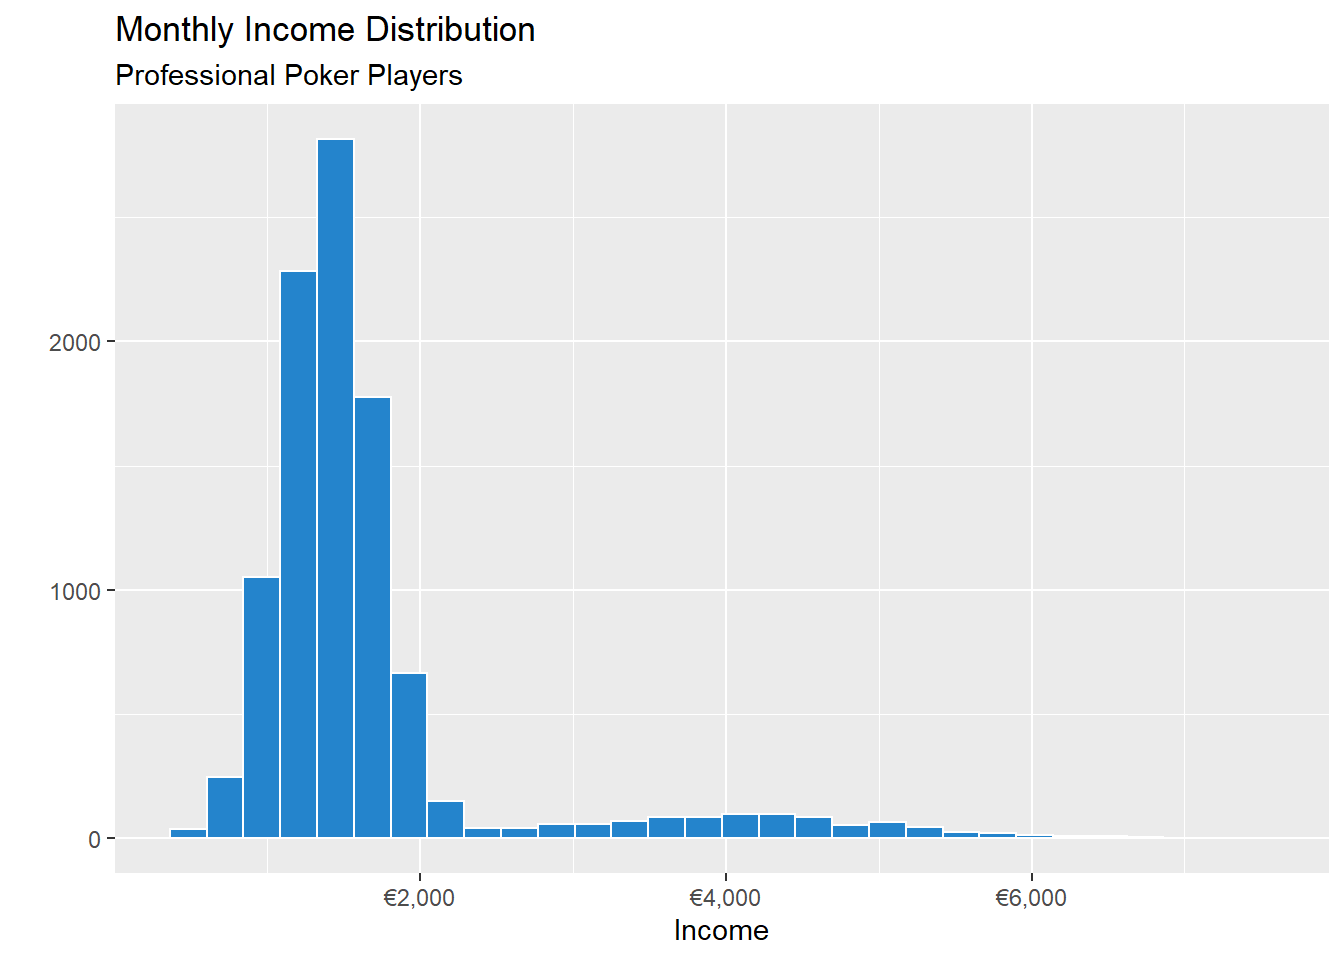 Monthly Income Distribution
Professional Poker Players
2000
1000
0
€2,000 €4,000 €6,000
Income